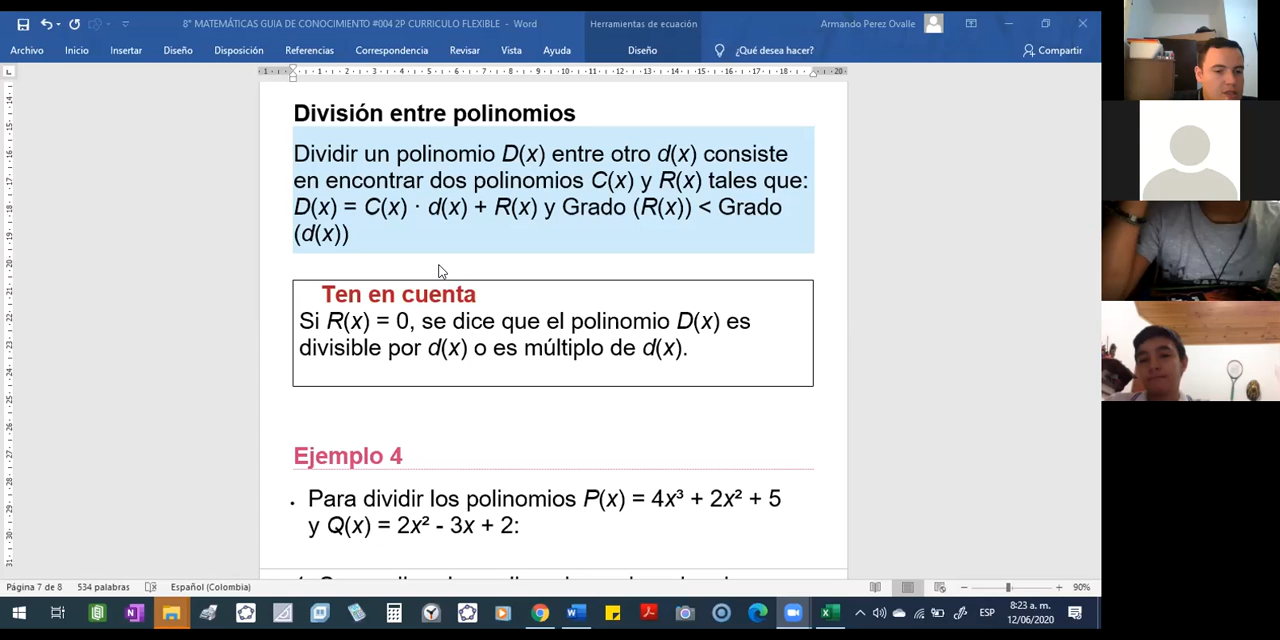 8° MATEMÁTICAS GUIA DE CONOCIMIENTO #004 2P CURRICULO FLEXIBLE - Word
Herramientas de ecuación
Armando Perez Ovalle
Archivo Inicio Insertar Diseño Disposición Referencias Correspondencia Revisar Vista Ayuda Diseño ¿Qué desea hacer? Compartir
División entre polinomios
Dividir un polinomio D(x) entre otro d(x) consiste
en encontrar dos polinomios C(x) y R(x) tales que:
D(x) = C(x) · d(x) + R(x) y Grado (R(x)) < Grado
(d(x))
Ten en cuenta
Si R(x) = 0, se dice que el polinomio D(x) es
divisible por d(x) o es múltiplo de d(x).
Ejemplo 4
• Para dividir los polinomios P(x) = 4x³ + 2x² + 5
y Q(x) = 2x² - 3x + 2:
Página 7 de 8 534 palabras Español (Colombia) 90%
ESP 8:23 a. m.
12/06/2020